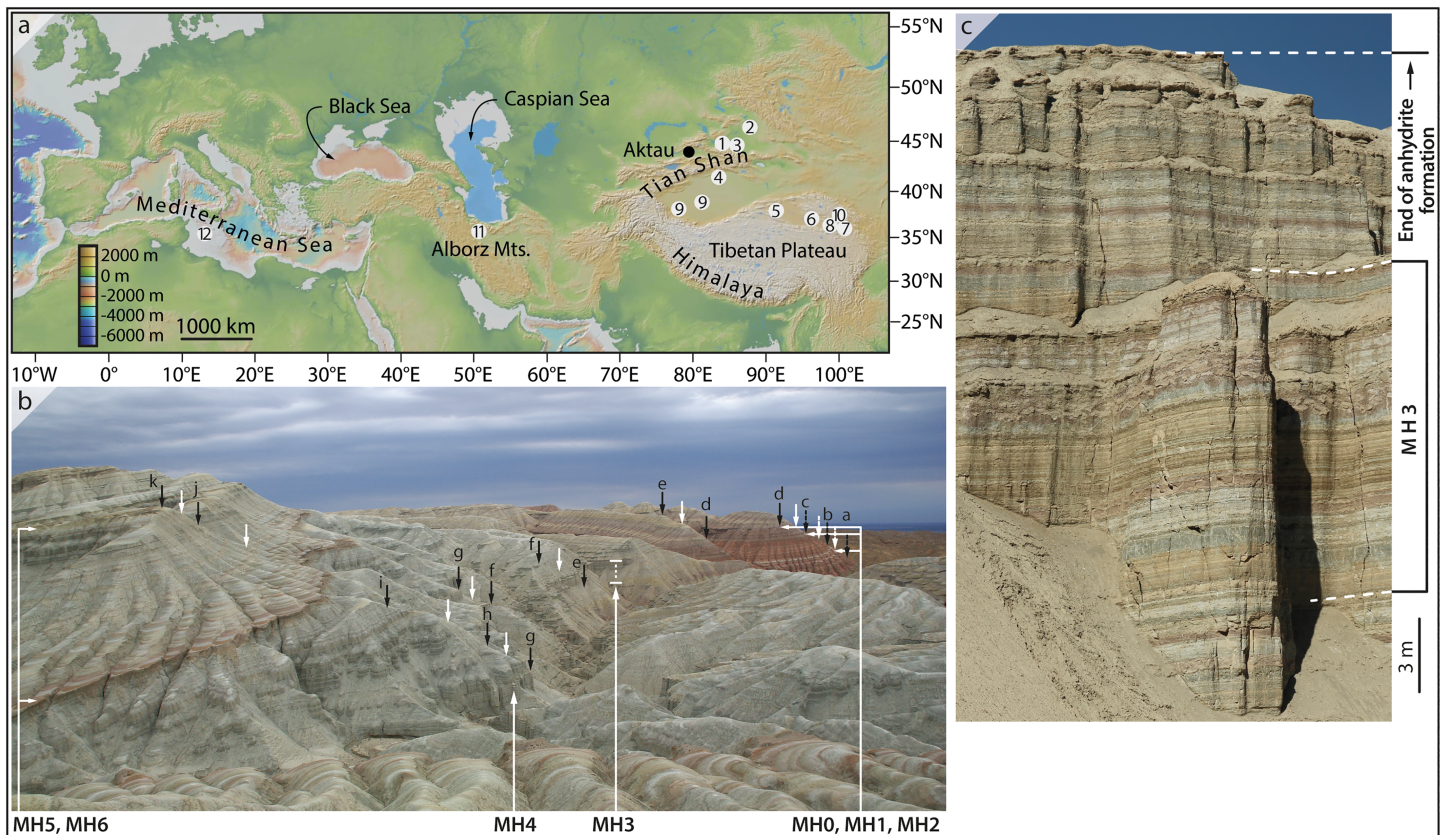 a
55°N
50°N
45°N
40°N
35°N
30°N
25°N
Black Sea
Caspian Sea
Aktau
Tian Shan
Mediterranean Sea
Alborz Mts.
Tibetan Plateau
Himalaya
1
2
3
4
5
6
7
8
9
9
10
11
12
2000 m
0 m
-2000 m
-4000 m
-6000 m
1000 km
10°W
0°
10°E
20°E
30°E
40°E
50°E
60°E
70°E
80°E
90°E
100°E
b
k
j
i
g
f
h
g
f
e
e
d
d
c
b
a
MH5, MH6
MH4
MH3
MH0, MH1, MH2
c
End of anhydrite
formation
MH3
3 m